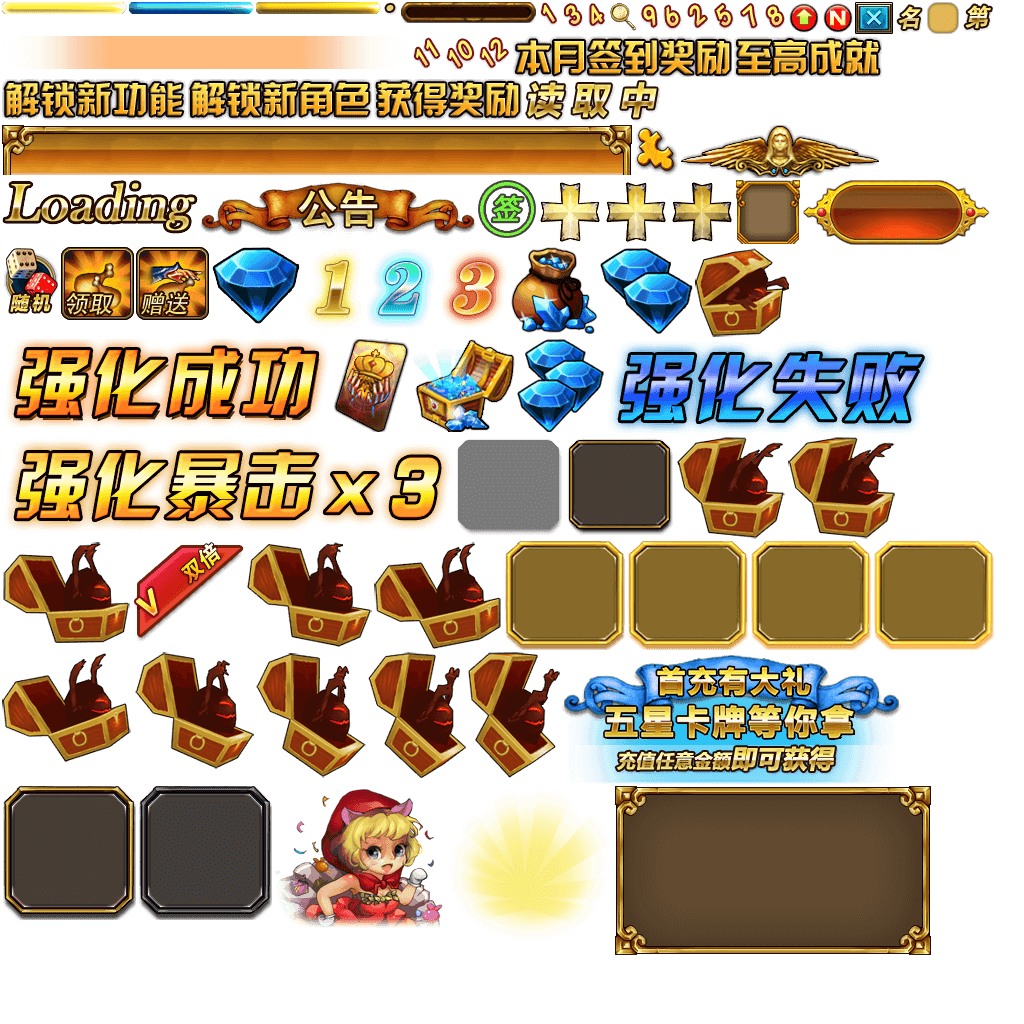 1 3 4 9 6 2 5 7 8 N 名 第
11 10 12 本月签到奖励 至高成就
解锁新功能 解锁新角色 获得奖励 读取中
Loading 公告 签
随机 领取 赠送 1 2 3
强化成功 强化失败
强化暴击x3
双倍
首充有大礼
五星卡牌等你拿
充值任意金额即可获得